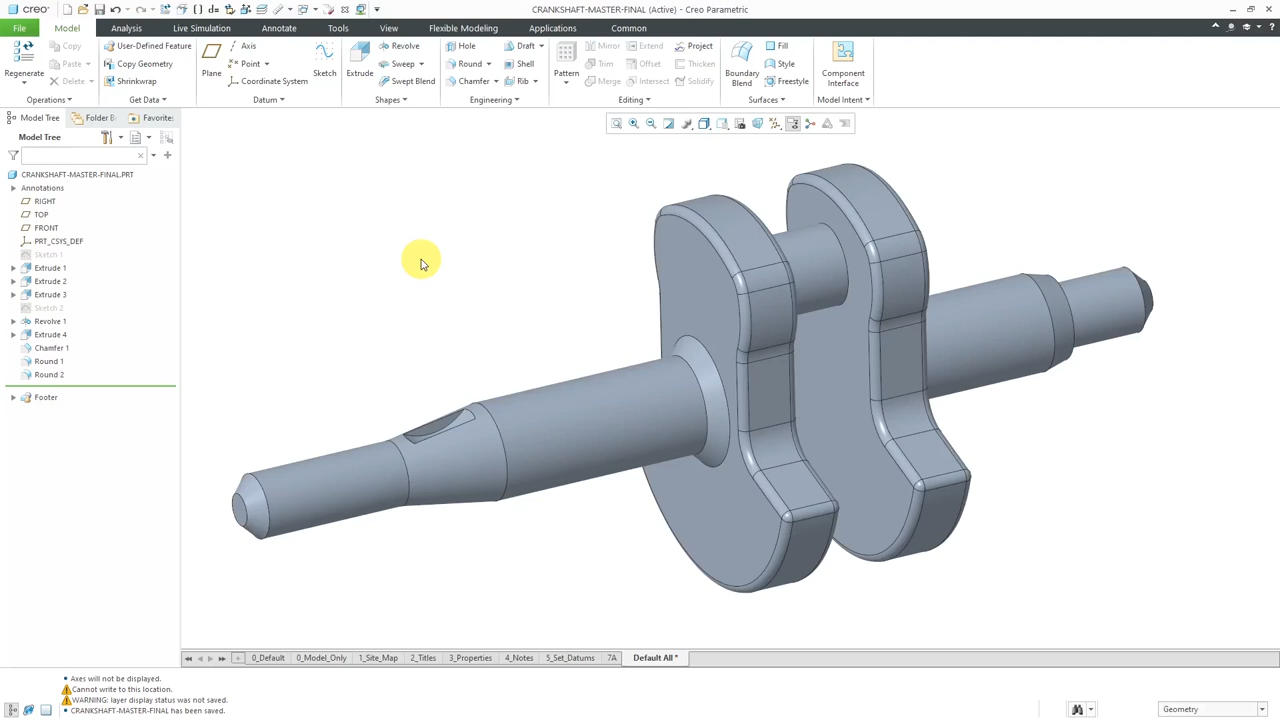 creo
CRANKSHAFT-MASTER-FINAL (Active) - Creo Parametric
File Model Analysis Live Simulation Annotate Tools View Flexible Modeling Applications Common
Regenerate
Copy
Paste
Delete
Operations
User-Defined Feature
Copy Geometry
Shrinkwrap
Get Data
Plane
Axis
Point
Coordinate System
Sketch
Datum
Extrude
Revolve
Sweep
Swept Blend
Shapes
Hole
Round
Chamfer
Draft
Shell
Rib
Engineering
Pattern
Mirror
Trim
Merge
Extend
Offset
Intersect
Project
Thicken
Solidify
Editing
Boundary
Blend
Fill
Style
Freestyle
Surfaces
Component
Interface
Model Intent
Model Tree Folder B Favorite
Model Tree
CRANKSHAFT-MASTER-FINAL.PRT
Annotations
RIGHT
TOP
FRONT
PRT_CSYS_DEF
Sketch 1
Extrude 1
Extrude 2
Extrude 3
Sketch 2
Revolve 1
Extrude 4
Chamfer 1
Round 1
Round 2
Footer
0_Default 0_Model_Only 1_Site_Map 2_Titles 3_Properties 4_Notes 5_Set_Datums 7A Default All *
• Axes will not be displayed.
Cannot write to this location.
WARNING: layer display status was not saved.
• CRANKSHAFT-MASTER-FINAL has been saved.
Geometry